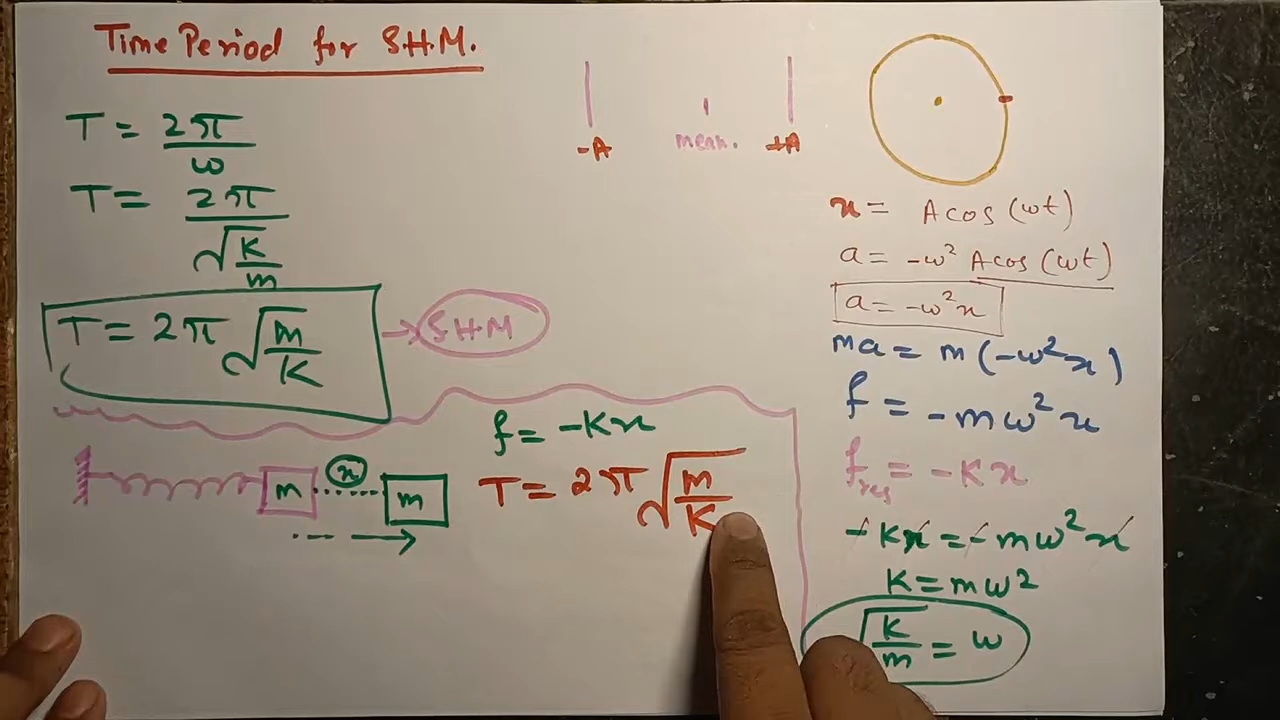 Time Period for S.H.M.
T = 2π/ω
T = 2π/√(K/m)
T = 2π √(m/K) → S.H.M
-A mean. +A
x = A cos (ωt)
a = -ω² A cos (ωt)
a = -ω²x
ma = m (-ω²x)
f = -mω²x
f_res = -Kx
-Kx = -mω²x
K = mω²
√(K/m) = ω
f = -Kx
m x m
T = 2π √(m/K)